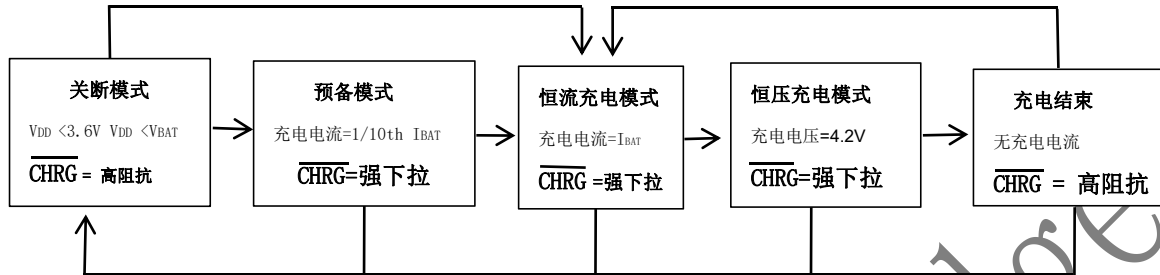 关断模式
VDD <3.6V VDD <VBAT
CHRG = 高阻抗
预备模式
充电电流=1/10th IBAT
CHRG=强下拉
恒流充电模式
充电电流=IBAT
CHRG =强下拉
恒压充电模式
充电电压=4.2V
CHRG=强下拉
充电结束
无充电电流
CHRG = 高阻抗